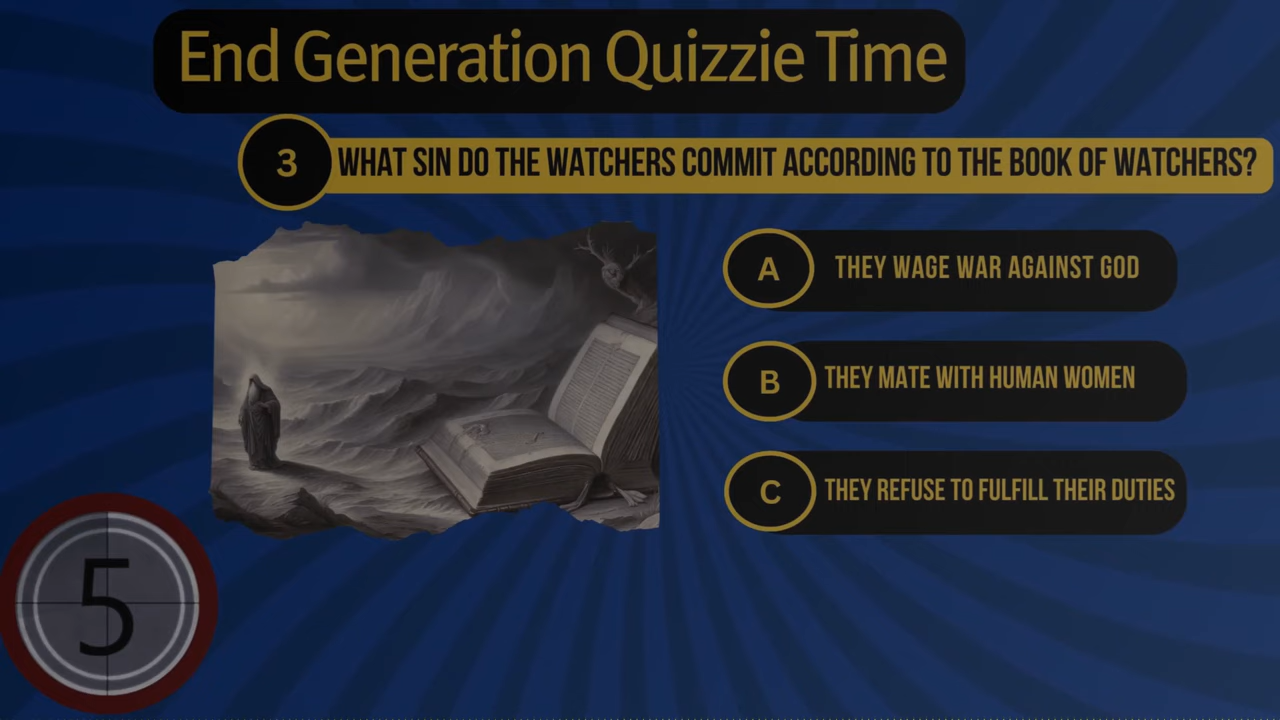 End Generation Quizzie Time
3 WHAT SIN DO THE WATCHERS COMMIT ACCORDING TO THE BOOK OF WATCHERS?
A THEY WAGE WAR AGAINST GOD
B THEY MATE WITH HUMAN WOMEN
C THEY REFUSE TO FULFILL THEIR DUTIES
5